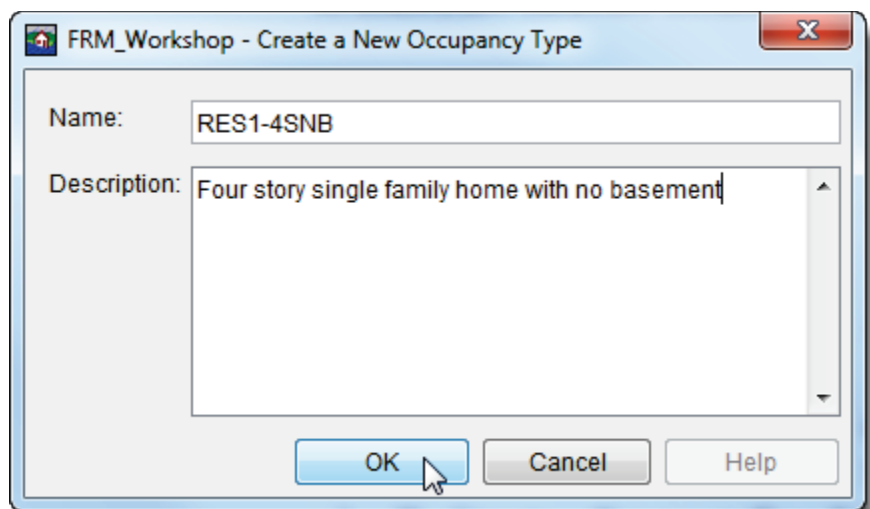 FRM_Workshop - Create a New Occupancy Type
Name: RES1-4SNB
Description: Four story single family home with no basement
OK Cancel Help